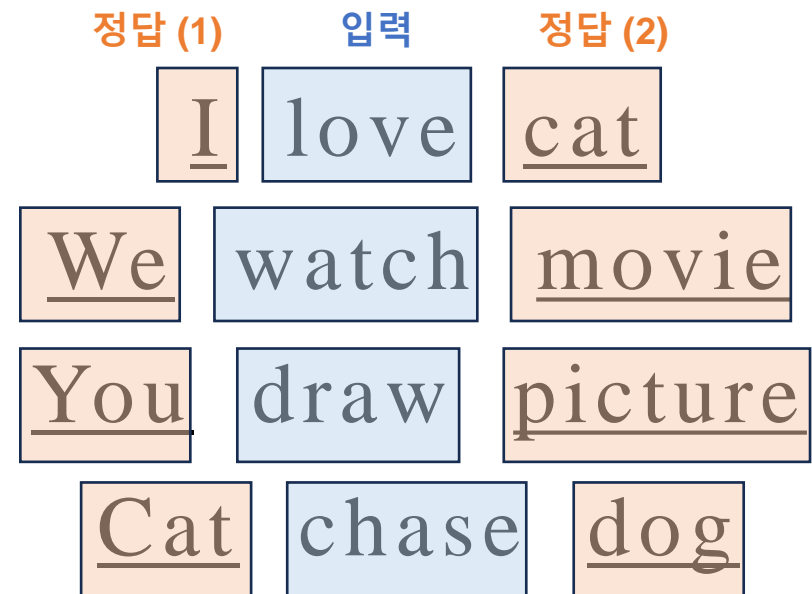 정답 (1) 입력 정답 (2)
I love cat
We watch movie
You draw picture
Cat chase dog